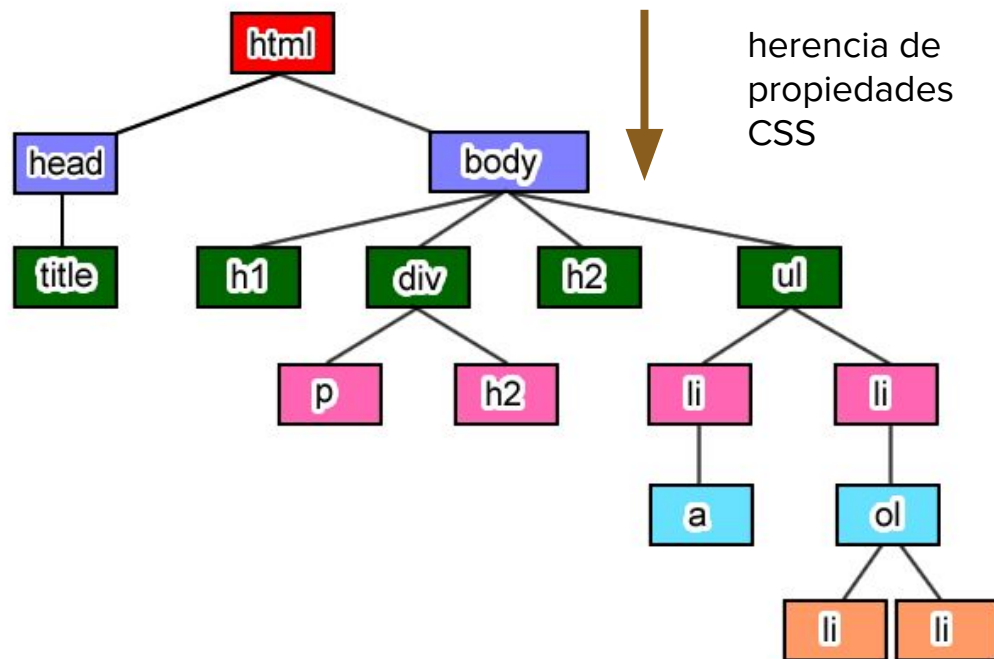 html
herencia de
propiedades
CSS
head
body
title
h1
div
h2
ul
p
h2
li
li
a
ol
li
li